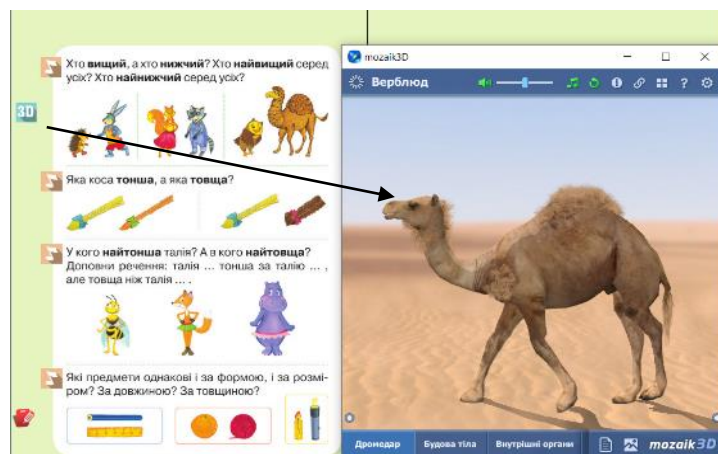 Хто вищий, а хто нижчий? Хто найвищий серед
усіх? Хто найнижчий серед усіх?
3D
Яка коса тонша, а яка товща?
У кого найтонша талія? А в кого найтовща?
Доповни речення: талія ... тонша за талію ... ,
але товща ніж талія ... .
Які предмети однакові і за формою, і за розмі-
ром? За довжиною? За товщиною?
mozaik3D
Верблюд
Дромедар
Будова тіла
Внутрішні органи
mozaik3D